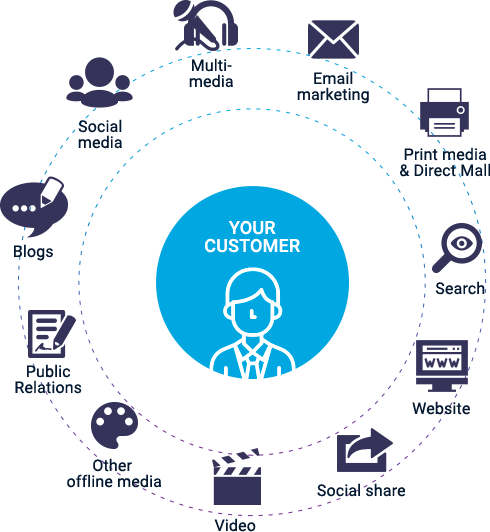 Multi-
media
Email
marketing
Print media
& Direct Mall
Search
WWW
Website
Social share
Video
Other
offline media
Public
Relations
Blogs
Social
media
YOUR
CUSTOMER